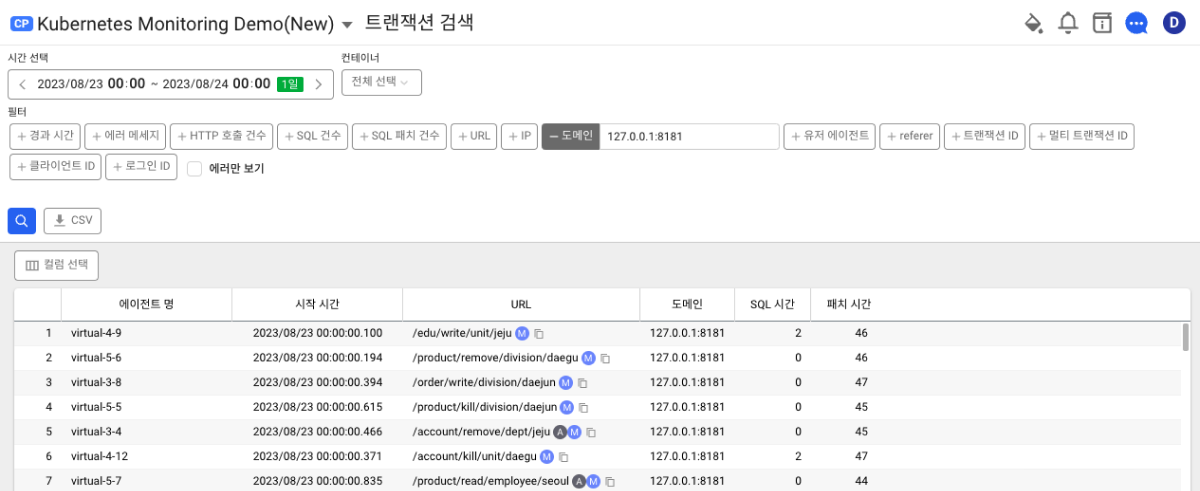 CP Kubernetes Monitoring Demo(New) 트랜잭션 검색 D
시간 선택 컨테이너
2023/08/23 00:00 ~ 2023/08/24 00:00 1일 전체 선택
필터
+ 경과 시간 + 에러 메세지 + HTTP 호출 건수 + SQL 건수 + SQL 패치 건수 + URL + IP − 도메인 127.0.0.1:8181 + 유저 에이전트 + referer + 트랜잭션 ID + 멀티 트랜잭션 ID
+ 클라이언트 ID + 로그인 ID 에러만 보기
CSV
컬럼 선택
에이전트 명 시작 시간 URL 도메인 SQL 시간 패치 시간
1 virtual-4-9 2023/08/23 00:00:00.100 /edu/write/unit/jeju M 127.0.0.1:8181 2 46
2 virtual-5-6 2023/08/23 00:00:00.194 /product/remove/division/daegu M 127.0.0.1:8181 0 46
3 virtual-3-8 2023/08/23 00:00:00.394 /order/write/division/daejun M 127.0.0.1:8181 0 47
4 virtual-5-5 2023/08/23 00:00:00.615 /product/kill/division/daejun M 127.0.0.1:8181 0 45
5 virtual-3-4 2023/08/23 00:00:00.466 /account/remove/dept/jeju A M 127.0.0.1:8181 0 45
6 virtual-4-12 2023/08/23 00:00:00.371 /account/kill/unit/daegu M 127.0.0.1:8181 2 47
7 virtual-5-7 2023/08/23 00:00:00.835 /product/read/employee/seoul A M 127.0.0.1:8181 0 44